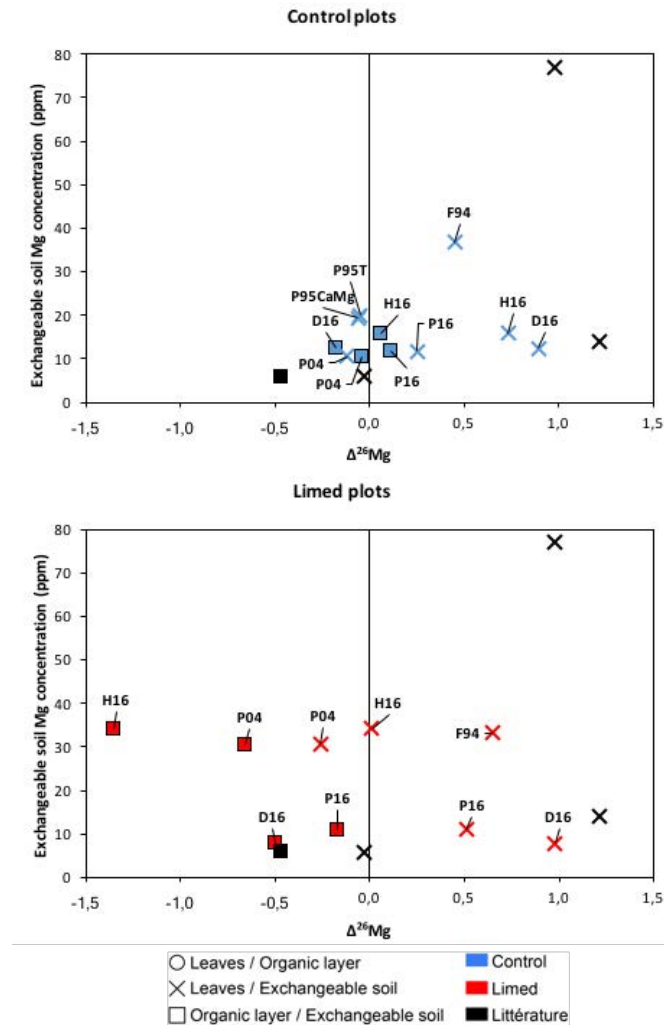 Control plots
80
70
60
50
40
30
20
10
0
Exchangeable soil Mg concentration (ppm)
F94
P95T
P95CaMg
H16
D16
P16
H16
D16
P04
P04
P16
-1,5
-1,0
-0,5
0,0
0,5
1,0
1,5
Δ²⁶Mg
Limed plots
80
70
60
50
40
30
20
10
0
Exchangeable soil Mg concentration (ppm)
H16
P04
P04
H16
F94
D16
P16
P16
D16
-1,5
-1,0
-0,5
0,0
0,5
1,0
1,5
Δ²⁶Mg
Leaves / Organic layer
Control
Leaves / Exchangeable soil
Limed
Organic layer / Exchangeable soil
Littérature